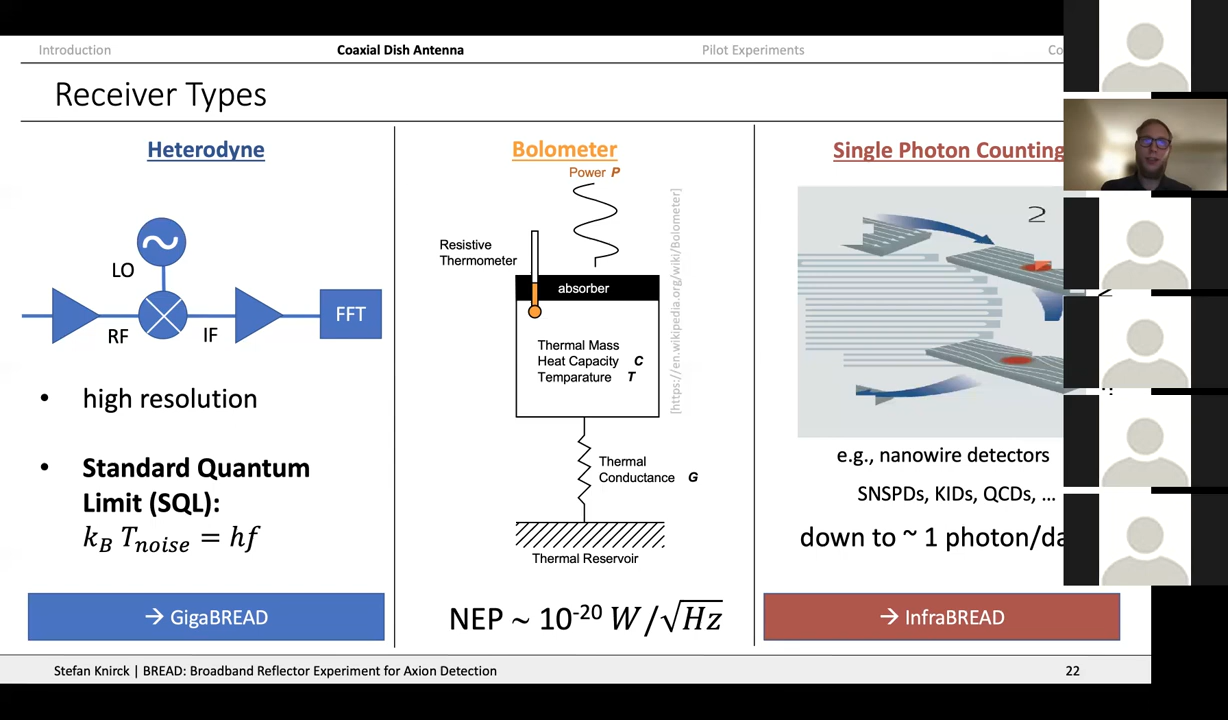 Introduction
Coaxial Dish Antenna
Pilot Experiments
Receiver Types
Heterodyne
LO
RF
IF
FFT
• high resolution
• Standard Quantum
Limit (SQL):
k_B T_noise = hf
→ GigaBREAD
Bolometer
Power P
Resistive
Thermometer
absorber
Thermal Mass
Heat Capacity C
Temparature T
Thermal
Conductance G
Thermal Reservoir
[https://en.wikipedia.org/wiki/Bolometer]
NEP ~ 10⁻²⁰ W/√Hz
Single Photon Counting
2
e.g., nanowire detectors
SNSPDs, KIDs, QCDs, ...
down to ~ 1 photon/da
→ InfraBREAD
Stefan Knirck | BREAD: Broadband Reflector Experiment for Axion Detection
22